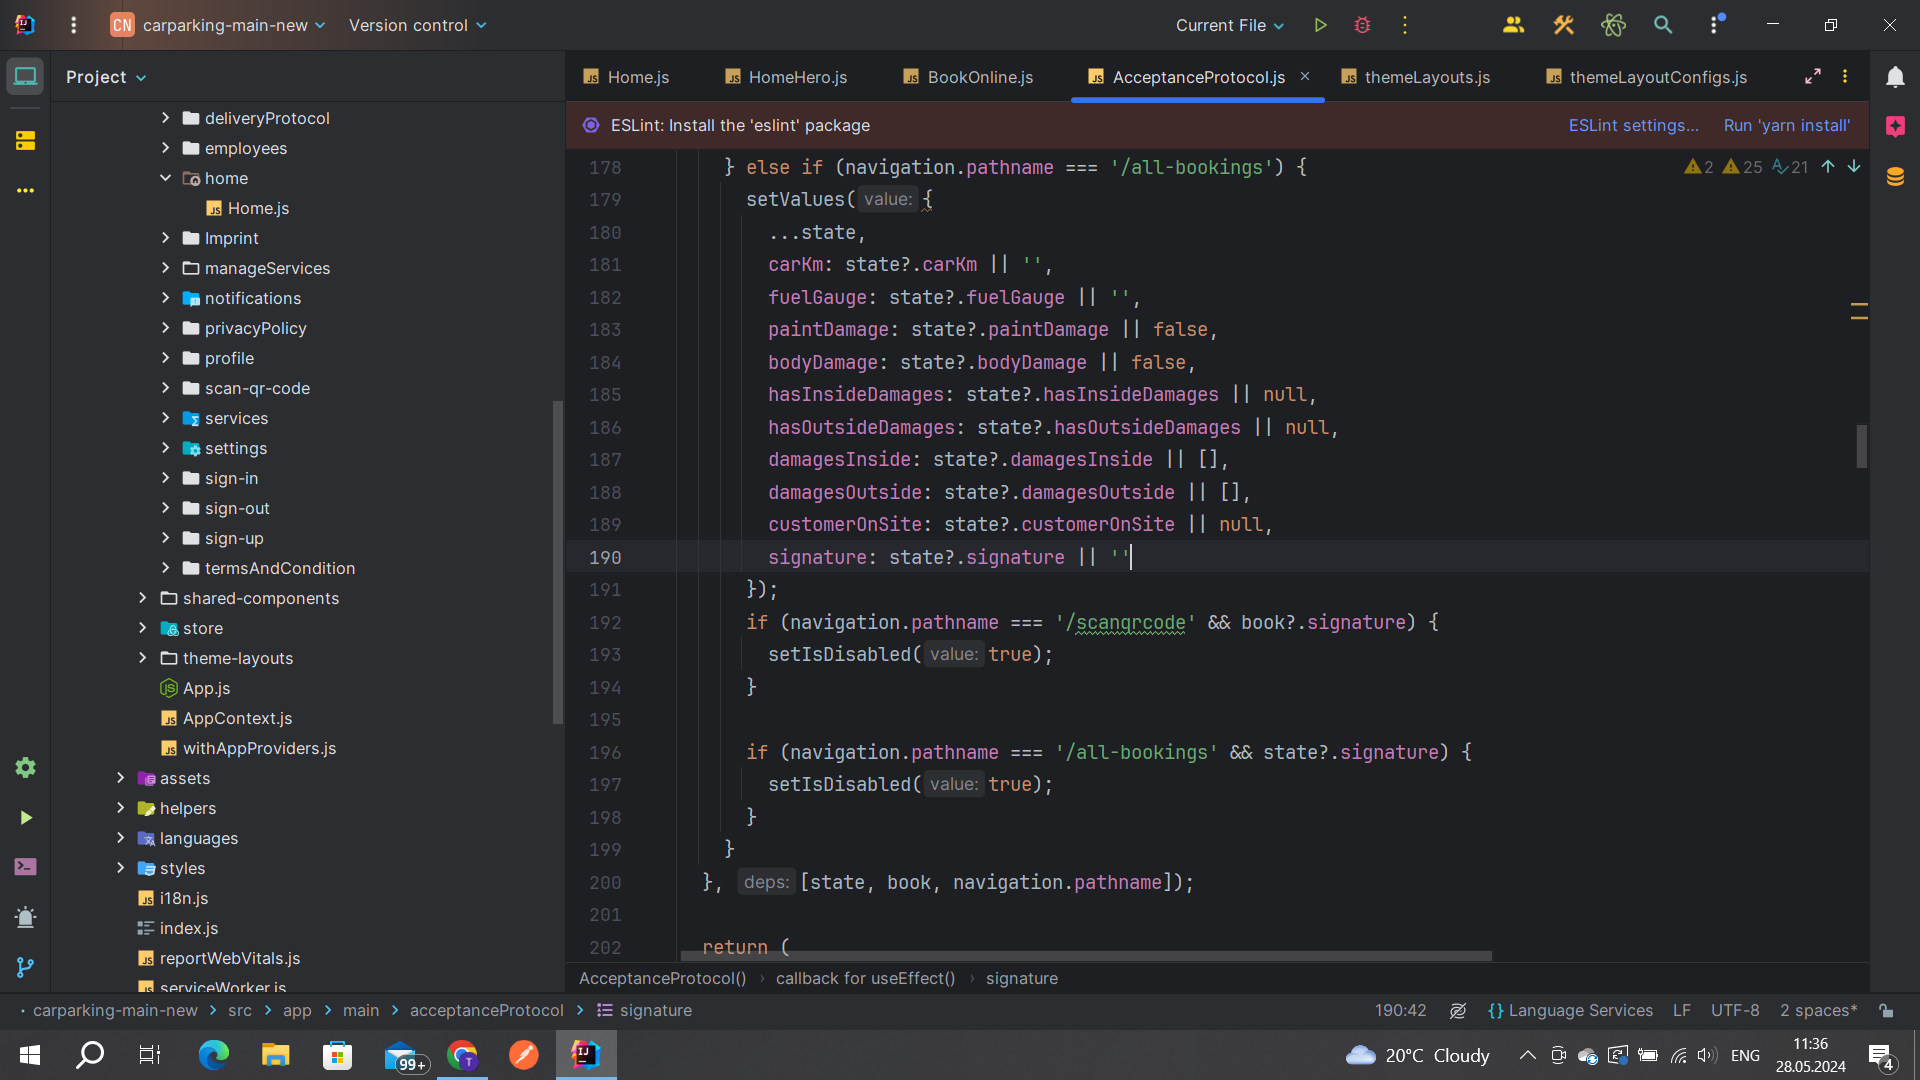 CN carparking-main-new Version control Current File
Project
Home.js HomeHero.js BookOnline.js AcceptanceProtocol.js themeLayouts.js themeLayoutConfigs.js
ESLint: Install the 'eslint' package ESLint settings... Run 'yarn install'
deliveryProtocol
employees
home
Home.js
Imprint
manageServices
notifications
privacyPolicy
profile
scan-qr-code
services
settings
sign-in
sign-out
sign-up
termsAndCondition
shared-components
store
theme-layouts
App.js
AppContext.js
withAppProviders.js
assets
helpers
languages
styles
i18n.js
index.js
reportWebVitals.js
serviceWorker.js
2 25 21
178 } else if (navigation.pathname === '/all-bookings') {
179 setValues( value: {
180 ...state,
181 carKm: state?.carKm || '',
182 fuelGauge: state?.fuelGauge || '',
183 paintDamage: state?.paintDamage || false,
184 bodyDamage: state?.bodyDamage || false,
185 hasInsideDamages: state?.hasInsideDamages || null,
186 hasOutsideDamages: state?.hasOutsideDamages || null,
187 damagesInside: state?.damagesInside || [],
188 damagesOutside: state?.damagesOutside || [],
189 customerOnSite: state?.customerOnSite || null,
190 signature: state?.signature || ''
191 });
192 if (navigation.pathname === '/scanqrcode' && book?.signature) {
193 setIsDisabled( value: true);
194 }
195
196 if (navigation.pathname === '/all-bookings' && state?.signature) {
197 setIsDisabled( value: true);
198 }
199 }
200 }, deps: [state, book, navigation.pathname]);
201
202 return (
AcceptanceProtocol() › callback for useEffect() › signature
carparking-main-new > src > app > main > acceptanceProtocol > signature 190:42 {} Language Services LF UTF-8 2 spaces*
99+ T IJ 20°C Cloudy ENG 11:36
28.05.2024 4